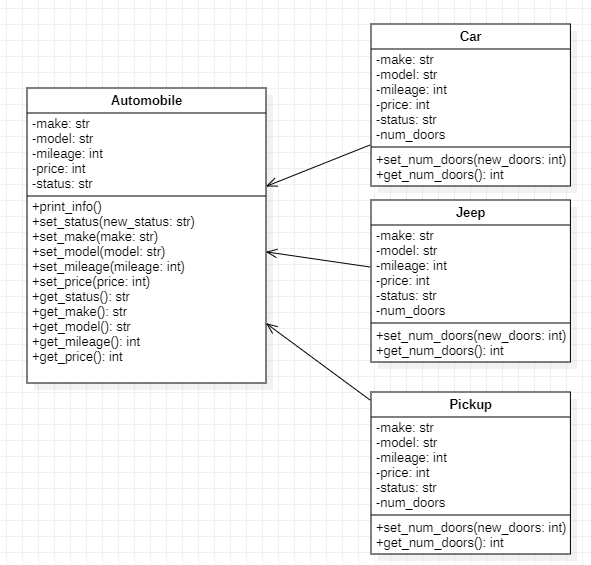 Automobile
-make: str
-model: str
-mileage: int
-price: int
-status: str
+print_info()
+set_status(new_status: str)
+set_make(make: str)
+set_model(model: str)
+set_mileage(mileage: int)
+set_price(price: int)
+get_status(): str
+get_make(): str
+get_model(): str
+get_mileage(): int
+get_price(): int
Car
-make: str
-model: str
-mileage: int
-price: int
-status: str
-num_doors
+set_num_doors(new_doors: int)
+get_num_doors(): int
Jeep
-make: str
-model: str
-mileage: int
-price: int
-status: str
-num_doors
+set_num_doors(new_doors: int)
+get_num_doors(): int
Pickup
-make: str
-model: str
-mileage: int
-price: int
-status: str
-num_doors
+set_num_doors(new_doors: int)
+get_num_doors(): int